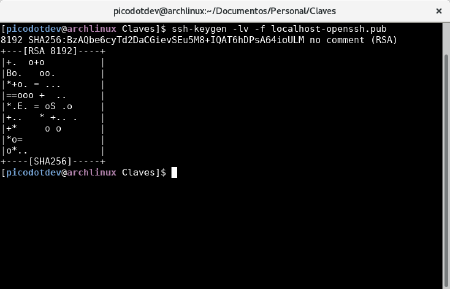 picodotdev@archlinux:~/Documentos/Personal/Claves
[picodotdev@archlinux Claves]$ ssh-keygen -lv -f localhost-openssh.pub
8192 SHA256:BzAQbe6cyTd2DaCGievSEu5M8+IQAT6hDPsA64ioULM no comment (RSA)
+---[RSA 8192]----+
|+.  o+o          |
|Bo.   oo.        |
|*+o. = ...       |
|==ooo +  ..      |
|*.E. = oS .o     |
|+..   * +.. .    |
|+*     o o       |
|*o=              |
|o*..             |
+----[SHA256]-----+
[picodotdev@archlinux Claves]$